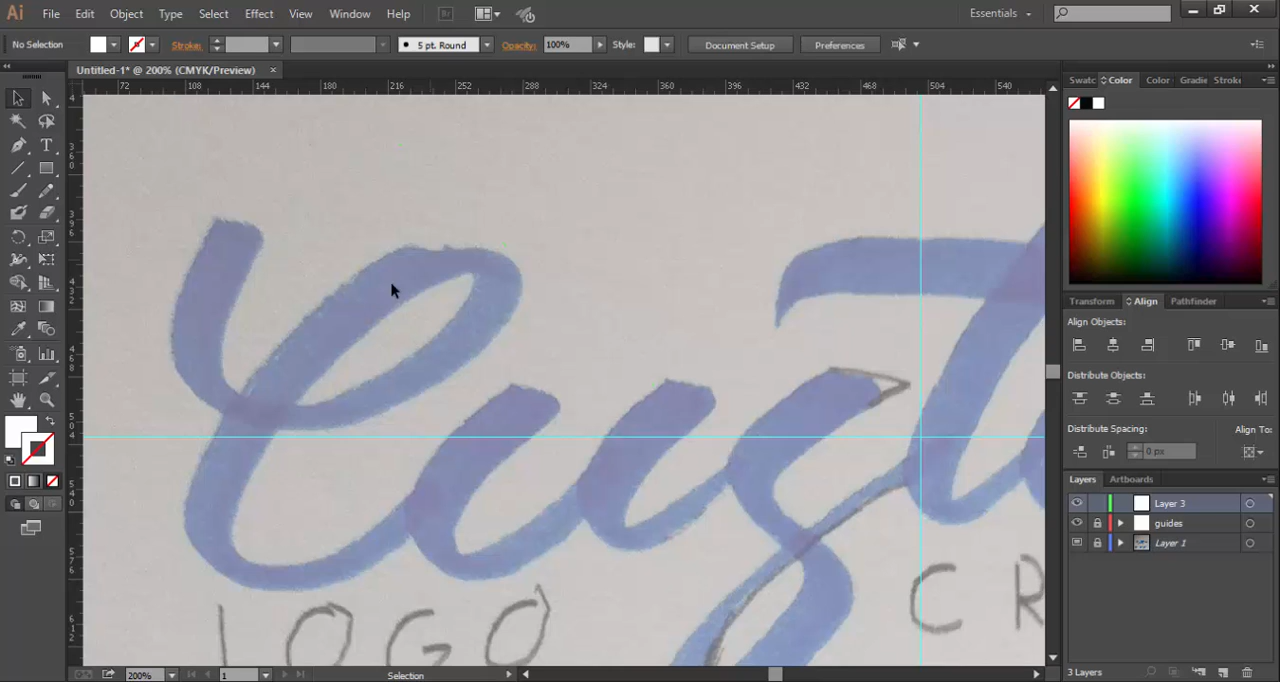 Ai File Edit Object Type Select Effect View Window Help Br Essentials
No Selection Stroke: 5 pt. Round Opacity: 100% Style: Document Setup Preferences
Untitled-1* @ 200% (CMYK/Preview) ×
Swatc Color Color Gradie Stroke
72 108 144 180 216 252 288 324 360 396 432 468 504 540
Transform Align Pathfinder
Align Objects:
Distribute Objects:
Distribute Spacing: Align To:
0 px
Layers Artboards
Layer 3
guides
Layer 1
LOGO CR
3 Layers
200% 1 Selection